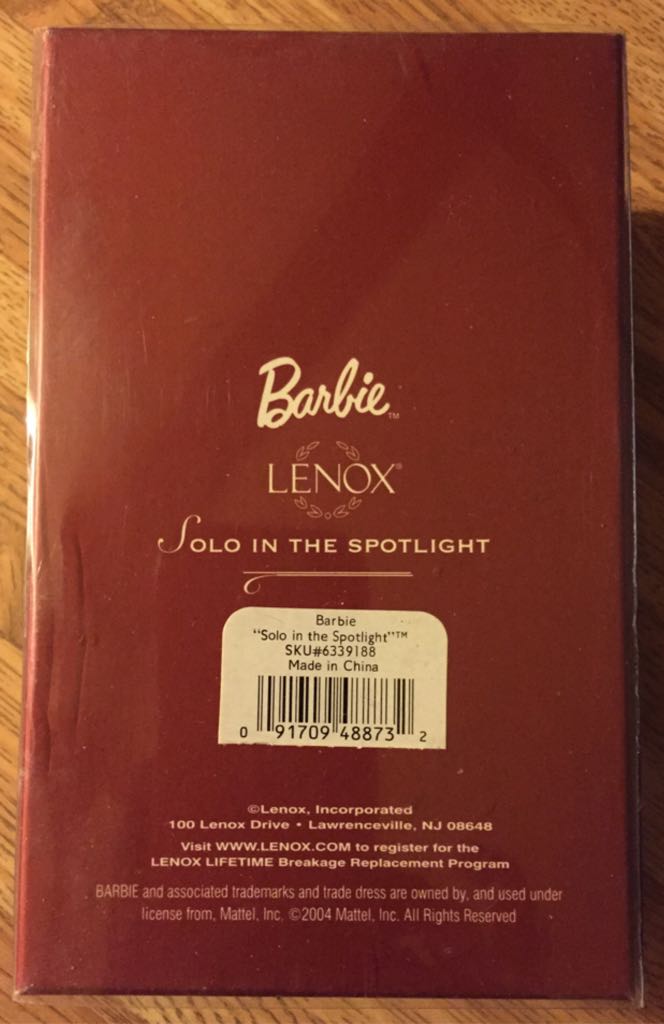 Barbie™
LENOX®
SOLO IN THE SPOTLIGHT
Barbie
"Solo in the Spotlight"™
SKU#6339188
Made in China
0 91709 48873 2
©Lenox, Incorporated
100 Lenox Drive • Lawrenceville, NJ 08648
Visit WWW.LENOX.COM to register for the
LENOX LIFETIME Breakage Replacement Program
BARBIE and associated trademarks and trade dress are owned by, and used under
license from, Mattel, Inc. ©2004 Mattel, Inc. All Rights Reserved